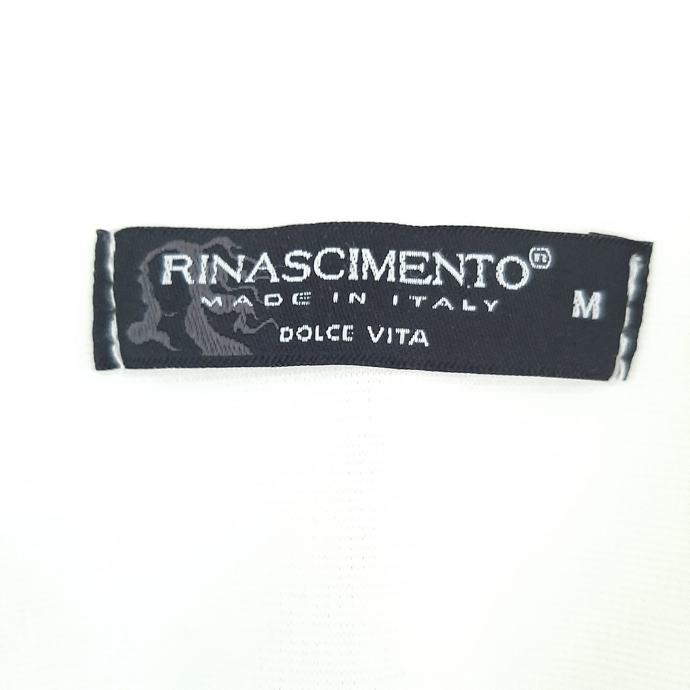 RINASCIMENTO®
MADE IN ITALY
M
DOLCE VITA